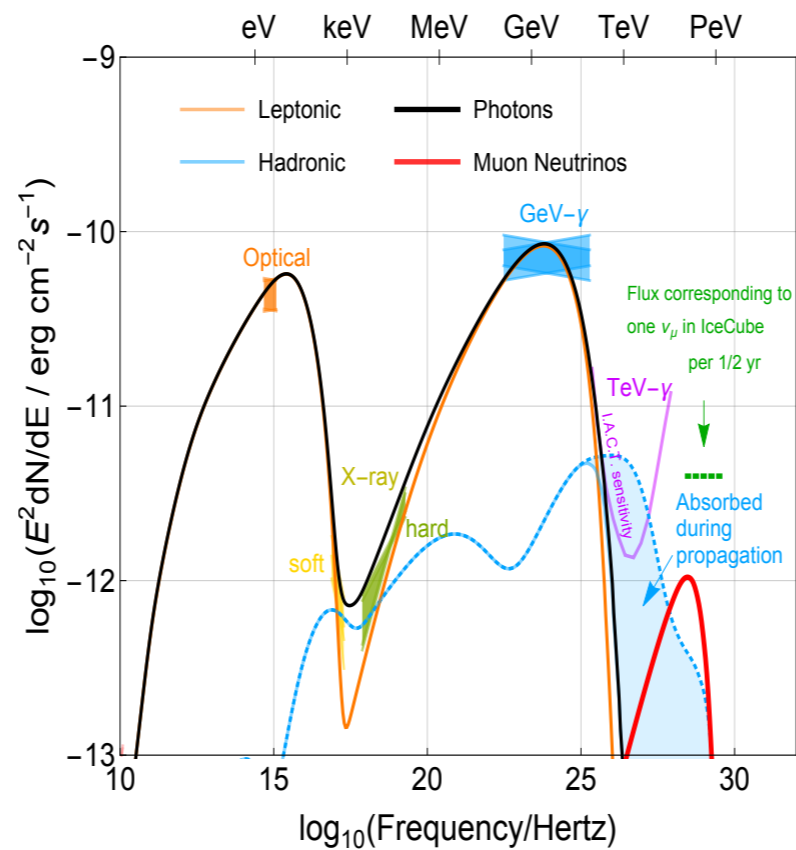 eV keV MeV GeV TeV PeV
−9
Leptonic Photons
Hadronic Muon Neutrinos
−10
GeV−γ
Optical
Flux corresponding to
one νμ in IceCube
per 1/2 yr
TeV−γ
−11
I.A.C.T. sensitivity
X−ray
hard
soft
Absorbed
during
propagation
−12
−13
10 15 20 25 30
log₁₀(Frequency/Hertz)
log₁₀(E²dN/dE / erg cm⁻² s⁻¹)